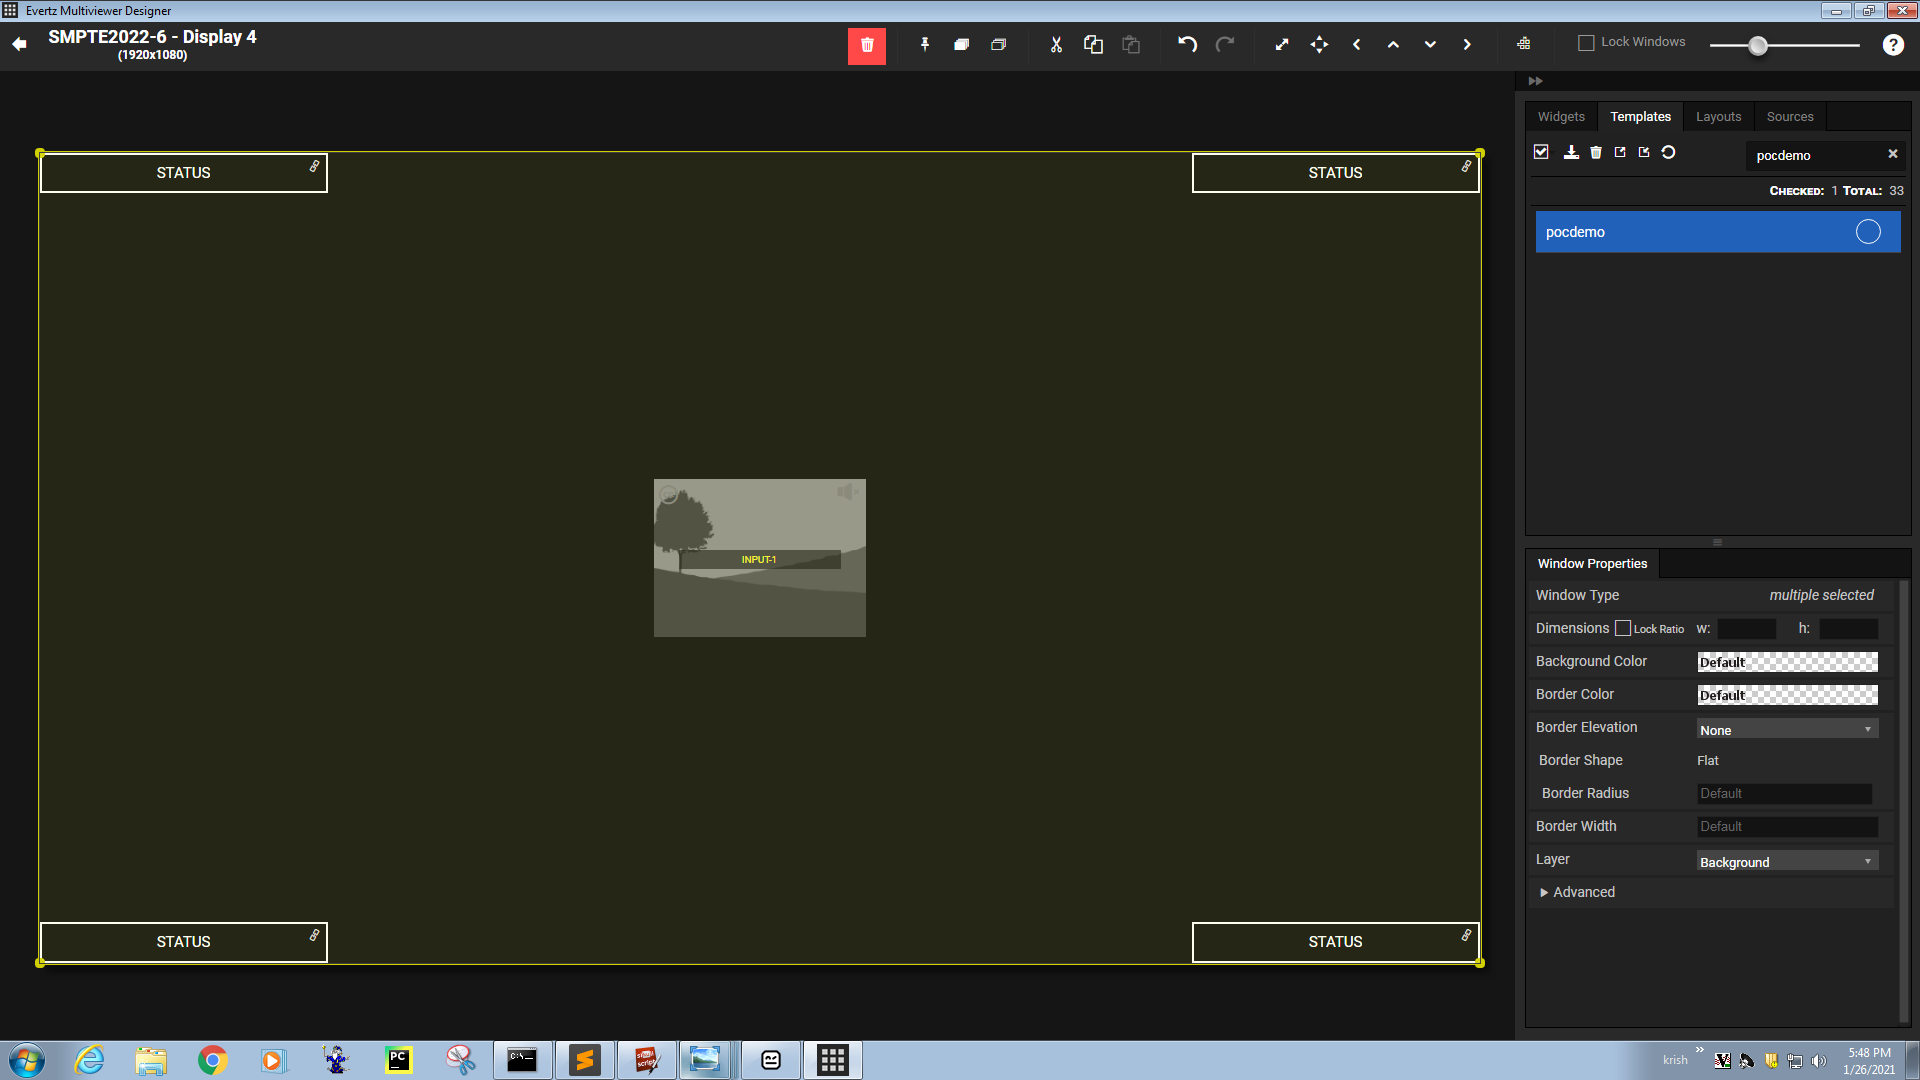 Evertz Multiviewer Designer
SMPTE2022-6 - Display 4
(1920x1080)
Lock Windows
?
Widgets
Templates
Layouts
Sources
pocdemo
CHECKED: 1 TOTAL: 33
pocdemo
STATUS
STATUS
INPUT-1
STATUS
STATUS
Window Properties
Window Type
multiple selected
Dimensions
Lock Ratio
w:
h:
Background Color
Default
Border Color
Default
Border Elevation
None
Border Shape
Flat
Border Radius
Default
Border Width
Default
Layer
Background
Advanced
PC
C:\_
krish
5:48 PM
1/26/2021